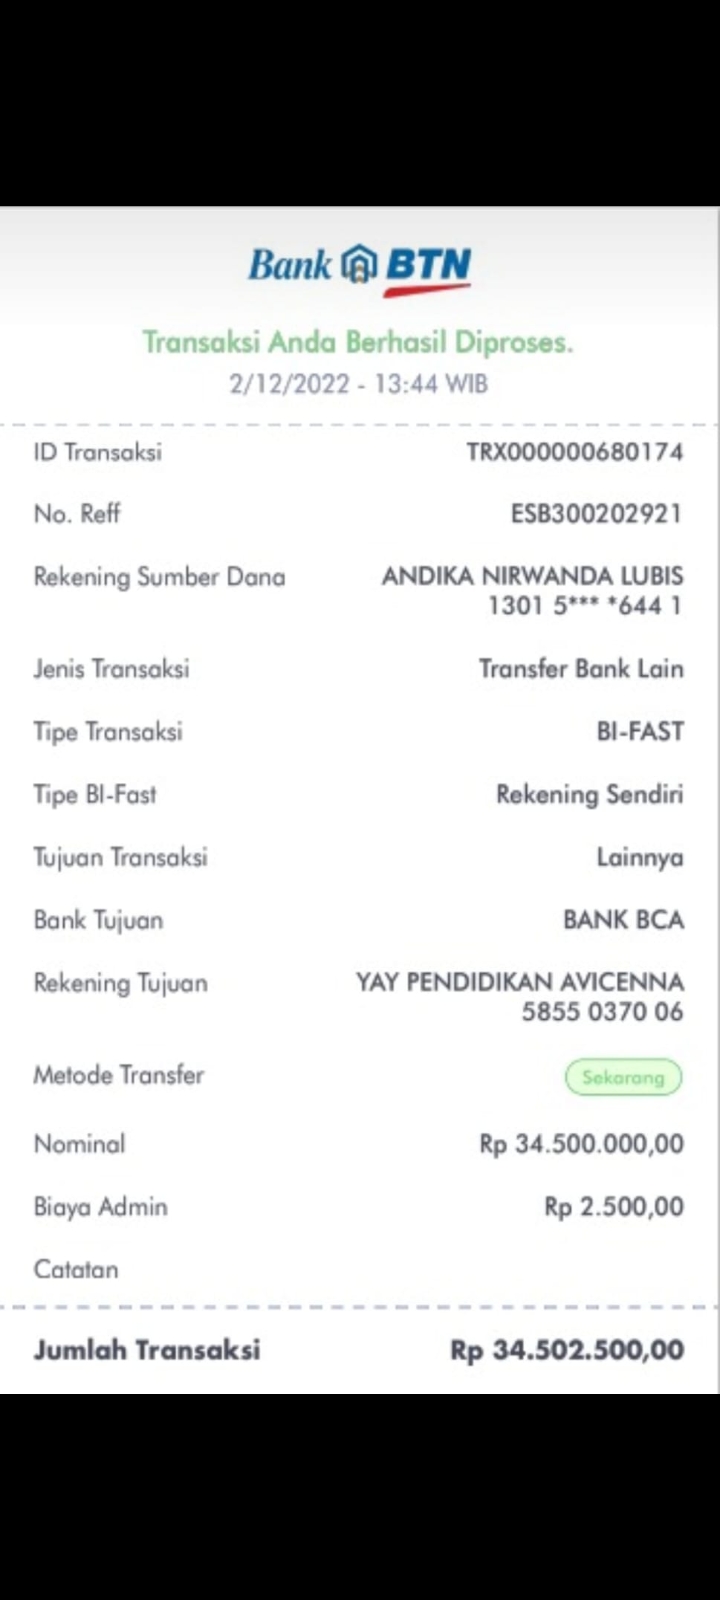 Bank BTN
Transaksi Anda Berhasil Diproses.
2/12/2022 - 13:44 WIB
ID Transaksi TRX000000680174
No. Reff ESB300202921
Rekening Sumber Dana ANDIKA NIRWANDA LUBIS
1301 5*** *644 1
Jenis Transaksi Transfer Bank Lain
Tipe Transaksi BI-FAST
Tipe BI-Fast Rekening Sendiri
Tujuan Transaksi Lainnya
Bank Tujuan BANK BCA
Rekening Tujuan YAY PENDIDIKAN AVICENNA
5855 0370 06
Metode Transfer Sekarang
Nominal Rp 34.500.000,00
Biaya Admin Rp 2.500,00
Catatan
Jumlah Transaksi Rp 34.502.500,00